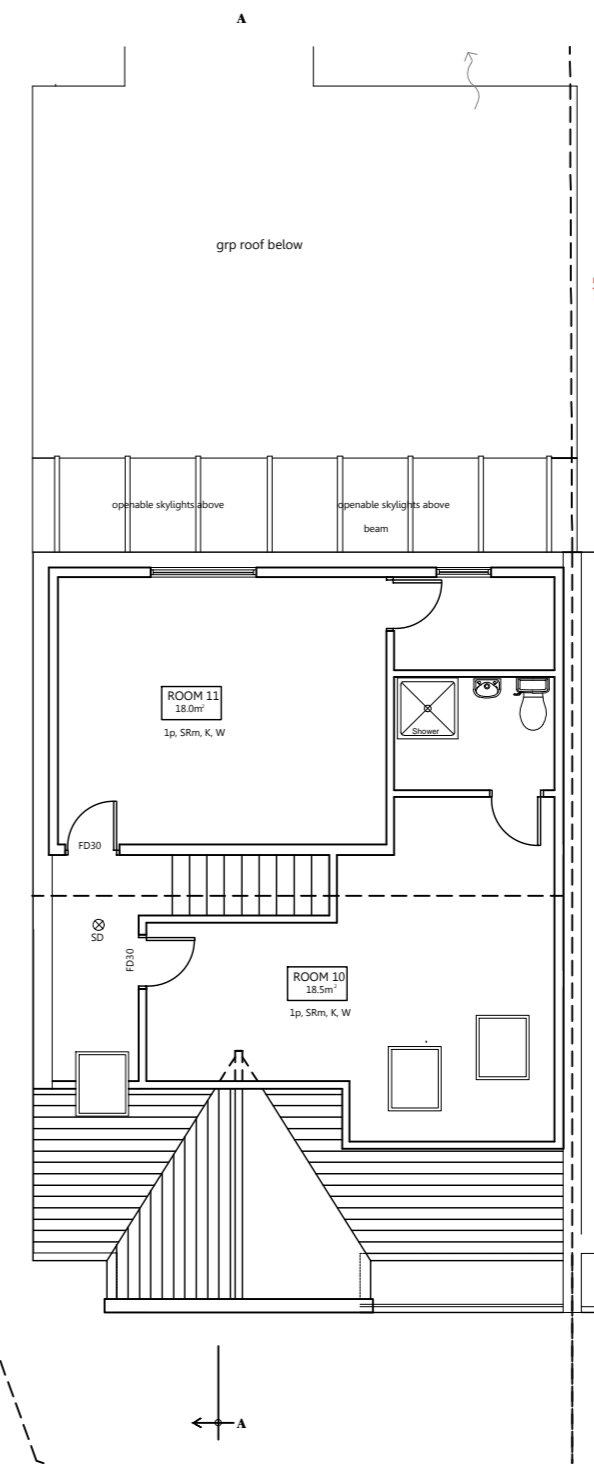 A
grp roof below
openable skylights above
openable skylights above
beam
ROOM 11
18.0m²
1p, SRm, K, W
Shower
FD30
SD
FD30
ROOM 10
18.5m²
1p, SRm, K, W
A